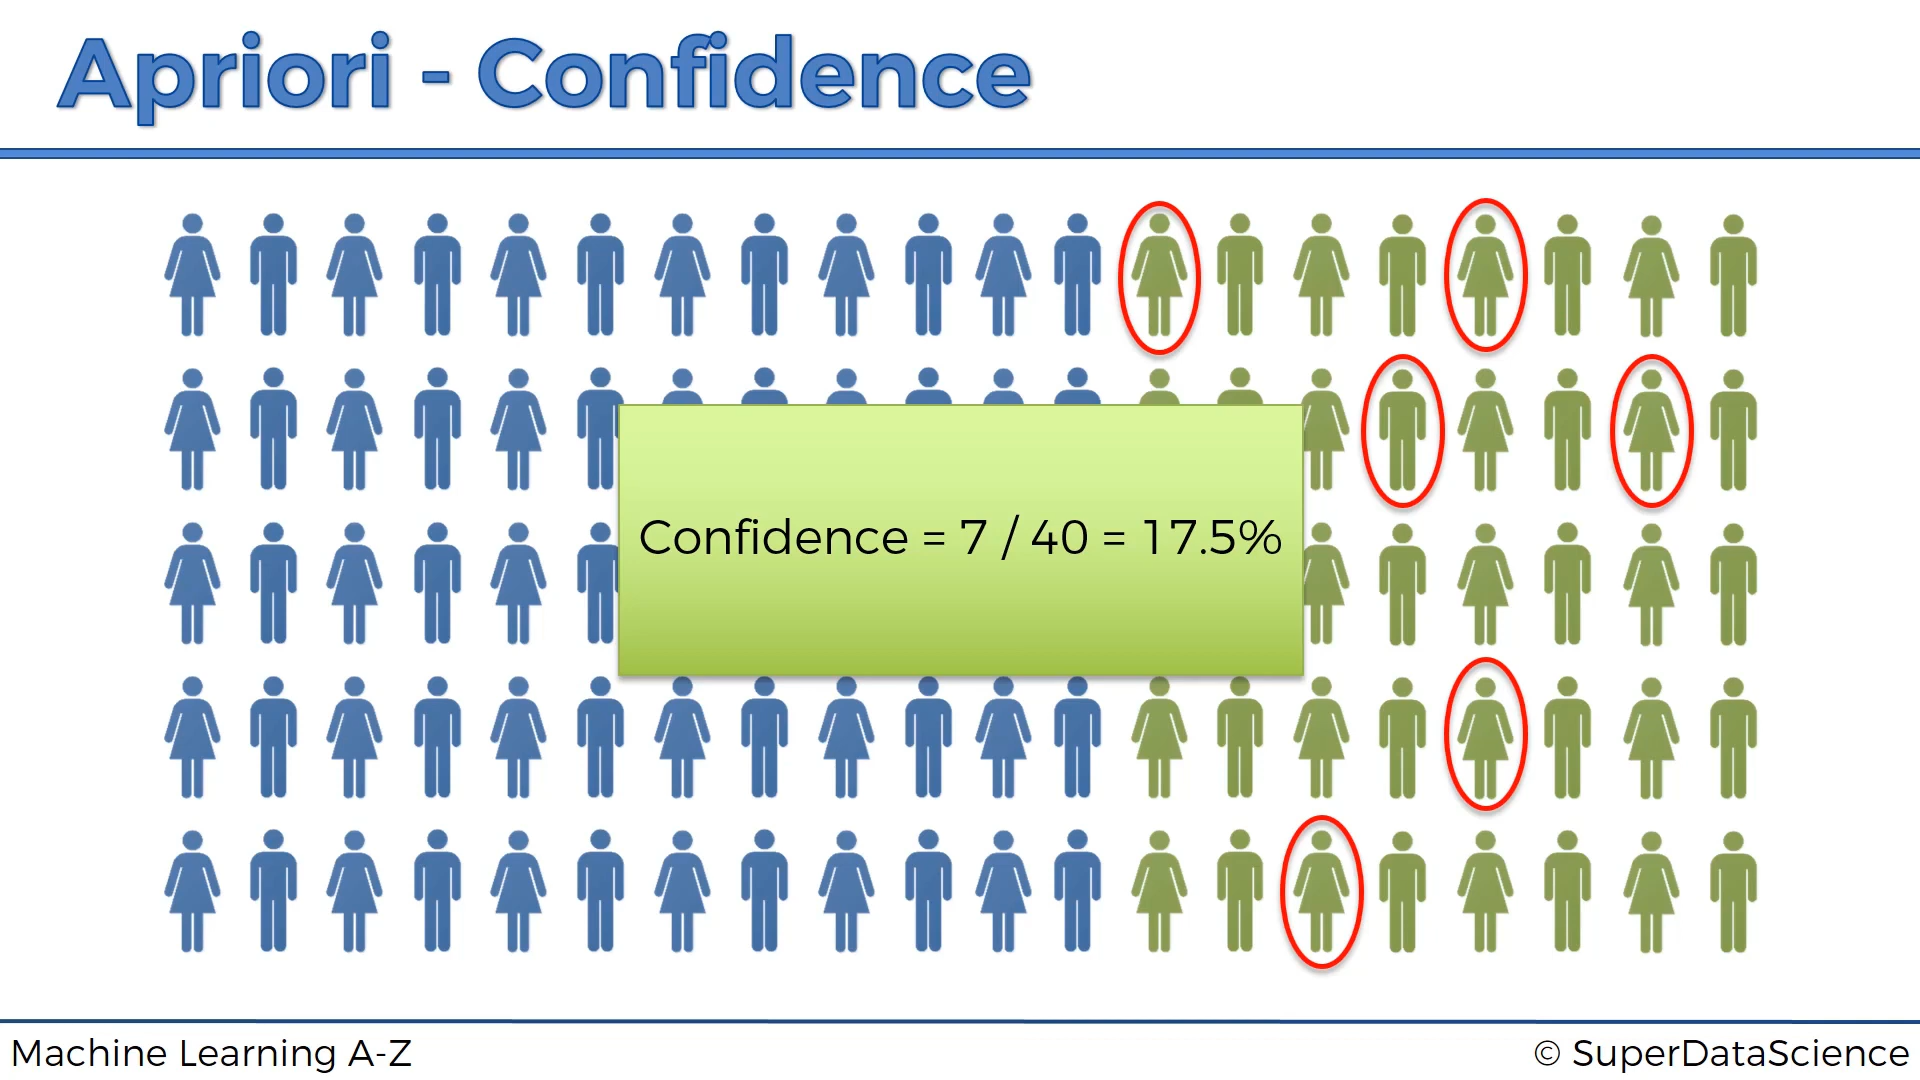 Apriori - Confidence
Confidence = 7 / 40 = 17.5%
Machine Learning A-Z
© SuperDataScience